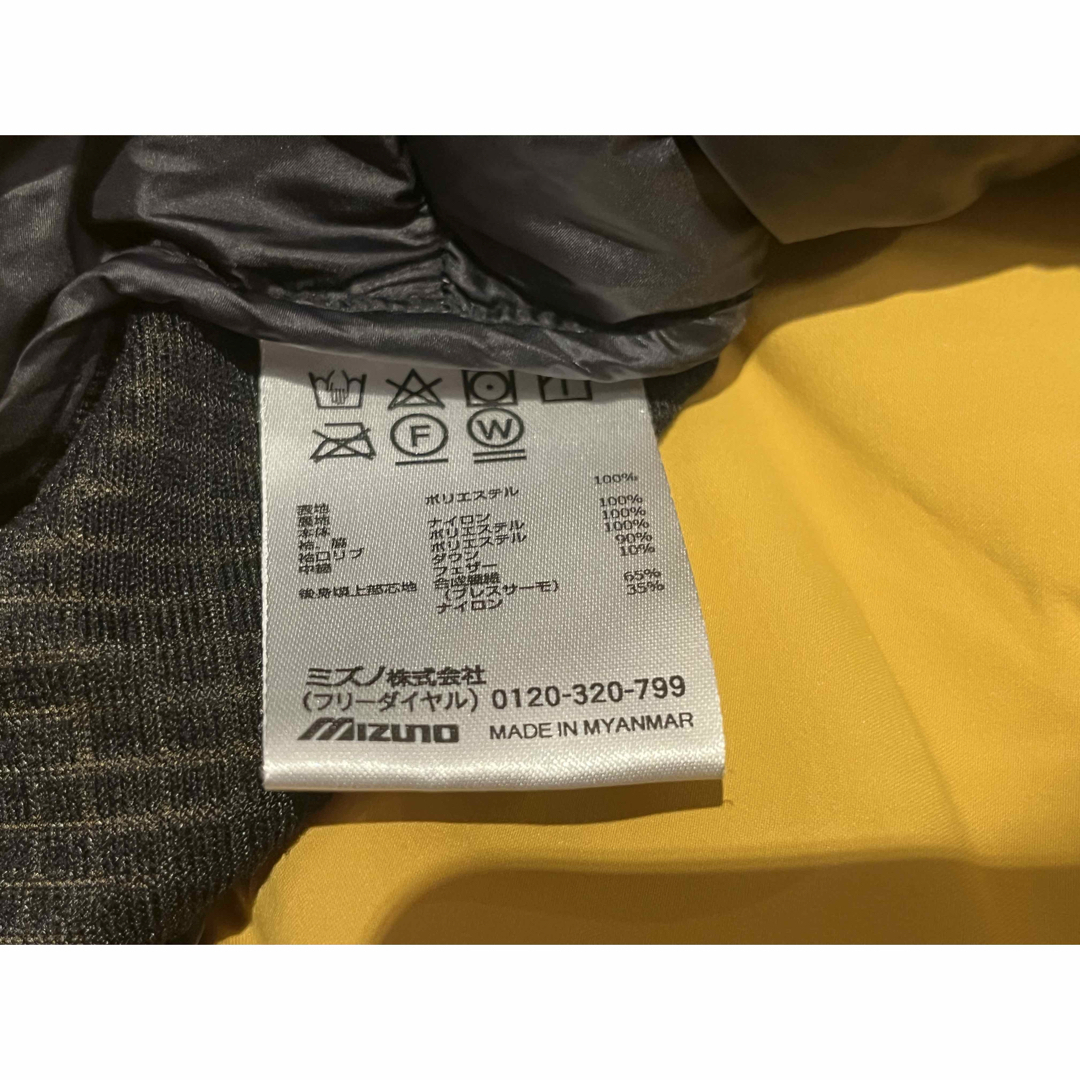 F W
表地 ポリエステル 100%
裏地
本体 ナイロン 100%
袖、脇 ポリエステル 100%
袖口リブ ポリエステル 100%
中綿 ダウン 90%
フェザー 10%
後身頃上部芯地 合成繊維 65%
(ブレスサーモ)
ナイロン 35%
ミズノ株式会社
(フリーダイヤル) 0120-320-799
MIZUNO MADE IN MYANMAR